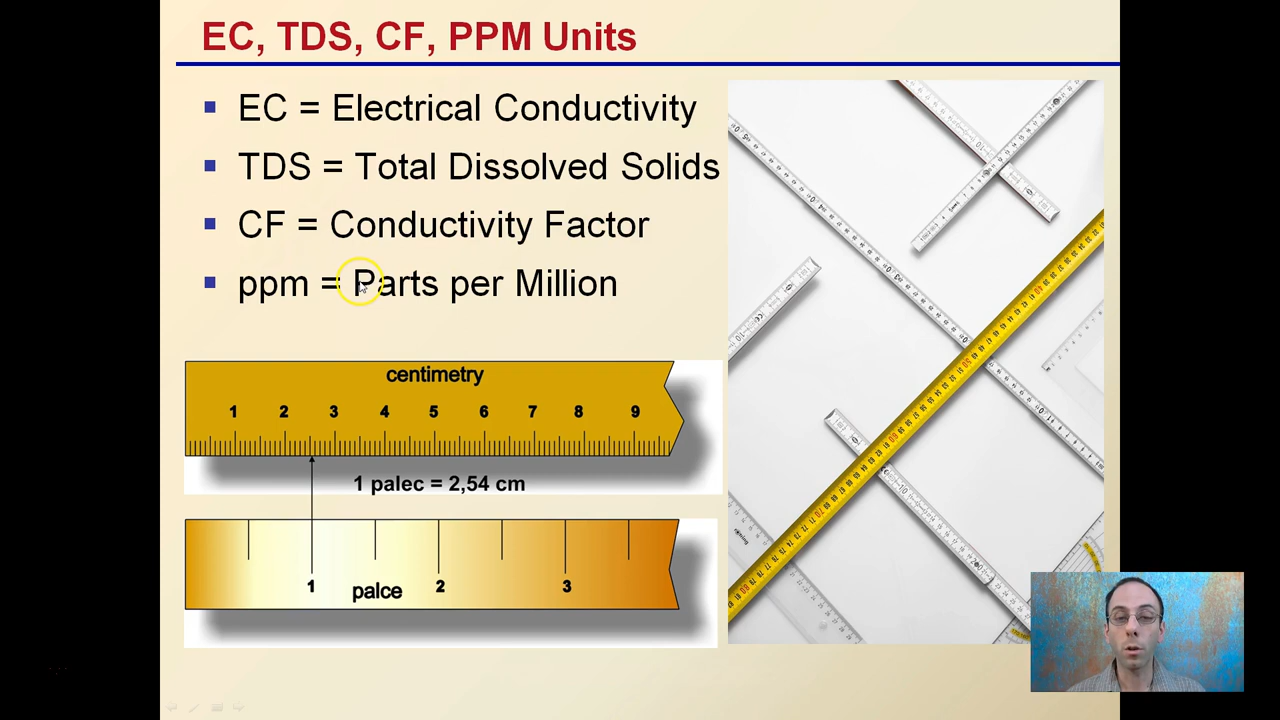 EC, TDS, CF, PPM Units
EC = Electrical Conductivity
TDS = Total Dissolved Solids
CF = Conductivity Factor
ppm = Parts per Million
centimetry
1 2 3 4 5 6 7 8 9
1 palec = 2,54 cm
1 2 3
palce